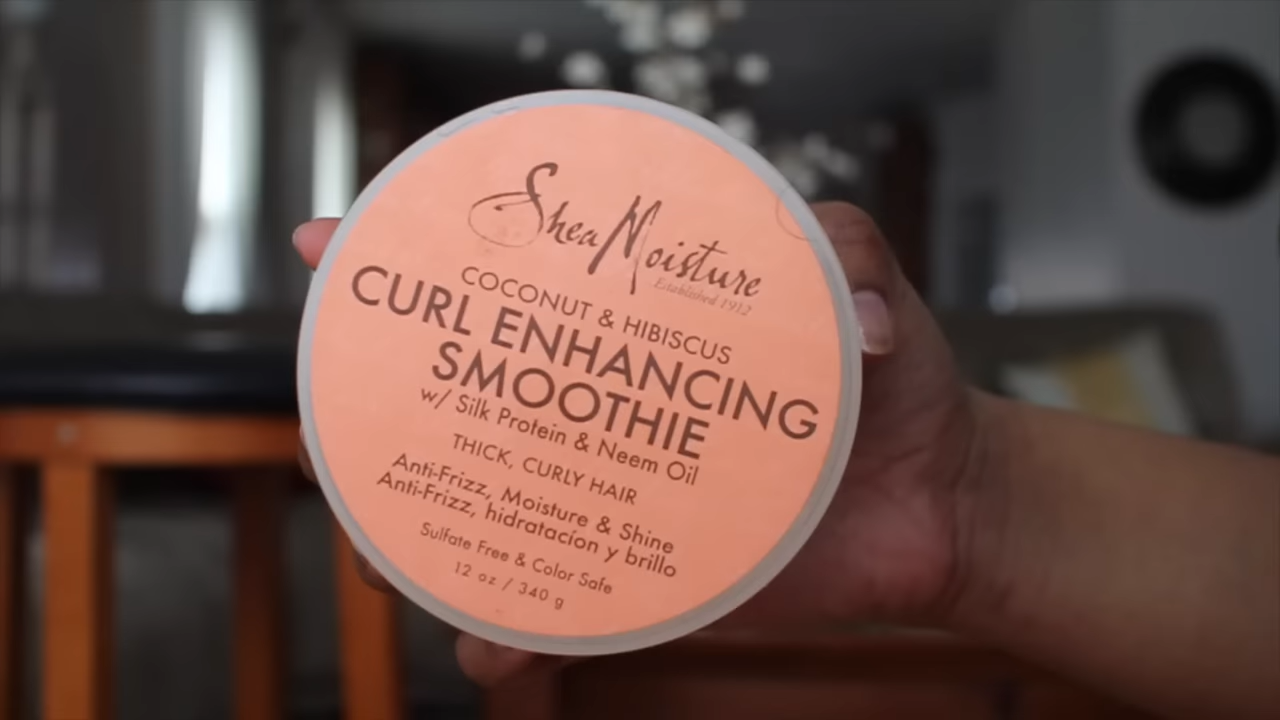 SheaMoisture
Established 1912
COCONUT & HIBISCUS
CURL ENHANCING
SMOOTHIE
w/ Silk Protein & Neem Oil
THICK, CURLY HAIR
Anti-Frizz, Moisture & Shine
Anti-Frizz, hidratacíon y brillo
Sulfate Free & Color Safe
12 oz / 340 g